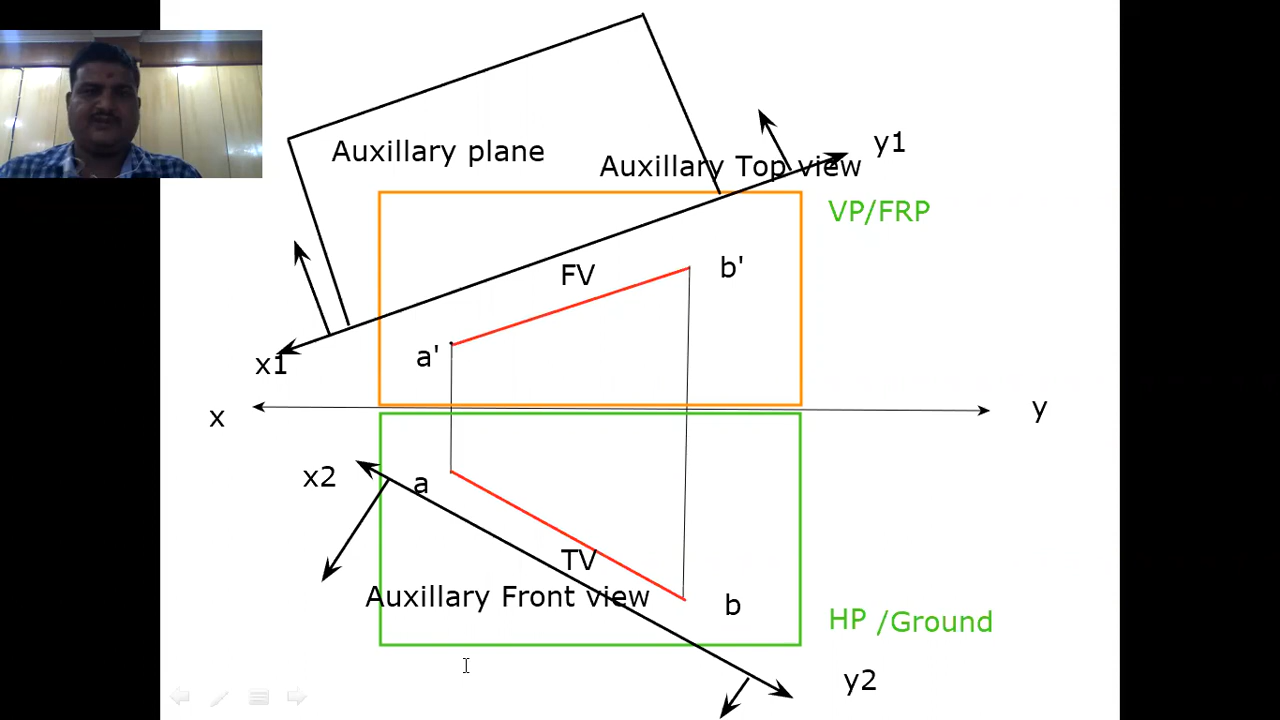 Auxillary plane
y1
Auxillary Top view
VP/FRP
FV
b'
a'
x1
x
y
x2
a
TV
Auxillary Front view
b
HP /Ground
y2